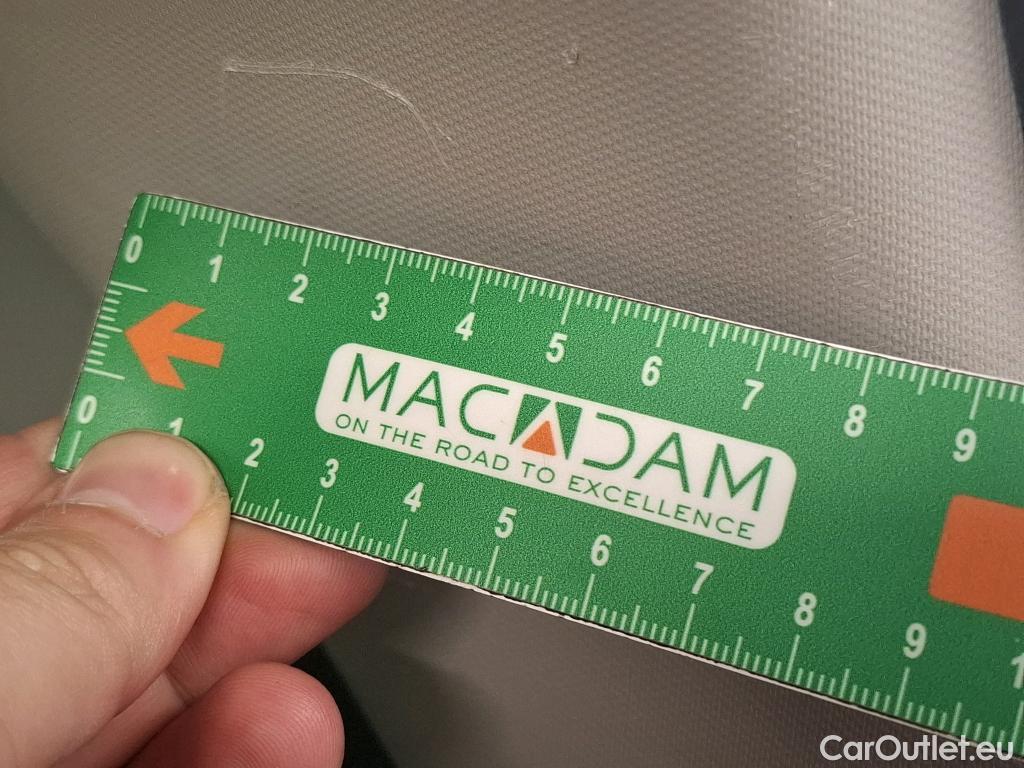 0 1 2 3 4 5 6 7 8 9
MACADAM
ON THE ROAD TO EXCELLENCE
0 1 2 3 4 5 6 7 8 9 1
CarOutlet.eu